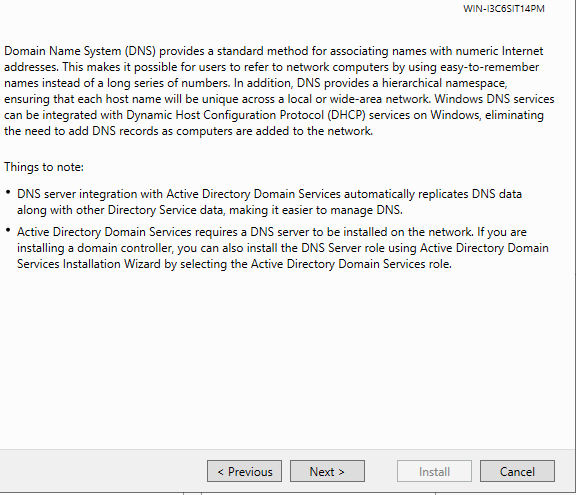 WIN-I3C6SIT14PM
Domain Name System (DNS) provides a standard method for associating names with numeric Internet
addresses. This makes it possible for users to refer to network computers by using easy-to-remember
names instead of a long series of numbers. In addition, DNS provides a hierarchical namespace,
ensuring that each host name will be unique across a local or wide-area network. Windows DNS services
can be integrated with Dynamic Host Configuration Protocol (DHCP) services on Windows, eliminating
the need to add DNS records as computers are added to the network.
Things to note:
• DNS server integration with Active Directory Domain Services automatically replicates DNS data
along with other Directory Service data, making it easier to manage DNS.
• Active Directory Domain Services requires a DNS server to be installed on the network. If you are
installing a domain controller, you can also install the DNS Server role using Active Directory Domain
Services Installation Wizard by selecting the Active Directory Domain Services role.
< Previous Next > Install Cancel